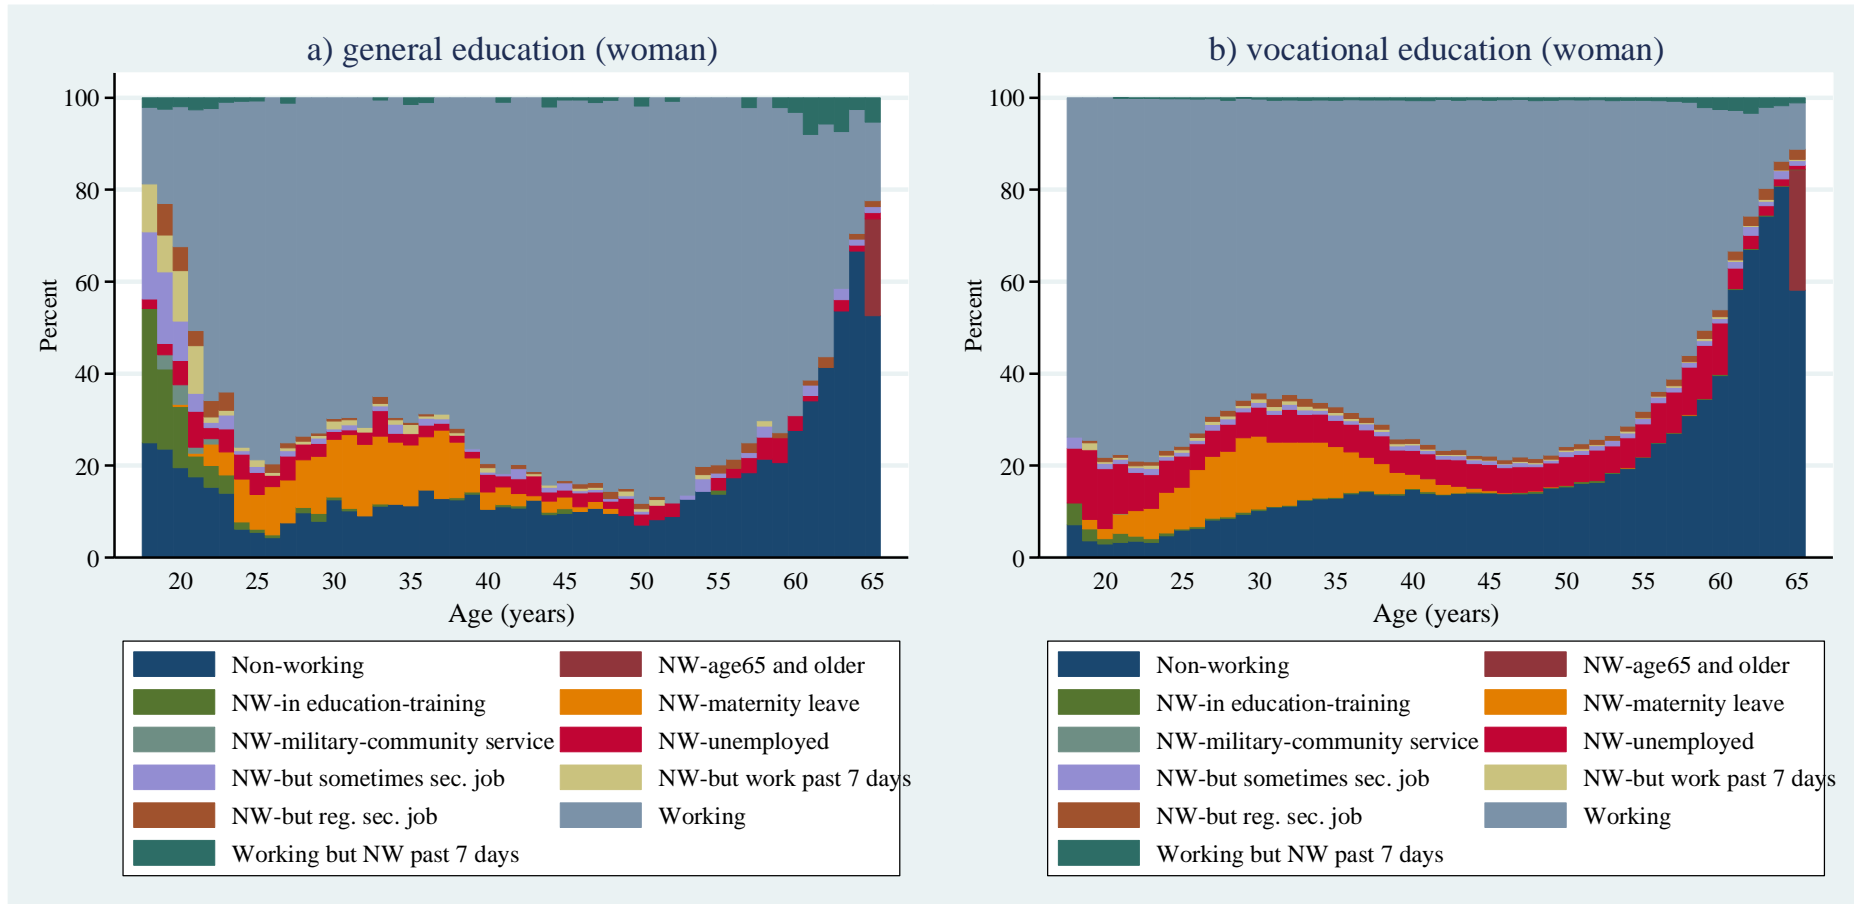 a) general education (woman)
100
80
60
40
20
0
Percent
20 25 30 35 40 45 50 55 60 65
Age (years)
Non-working
NW-age65 and older
NW-in education-training
NW-maternity leave
NW-military-community service
NW-unemployed
NW-but sometimes sec. job
NW-but work past 7 days
NW-but reg. sec. job
Working
Working but NW past 7 days
b) vocational education (woman)
100
80
60
40
20
0
Percent
20 25 30 35 40 45 50 55 60 65
Age (years)
Non-working
NW-age65 and older
NW-in education-training
NW-maternity leave
NW-military-community service
NW-unemployed
NW-but sometimes sec. job
NW-but work past 7 days
NW-but reg. sec. job
Working
Working but NW past 7 days